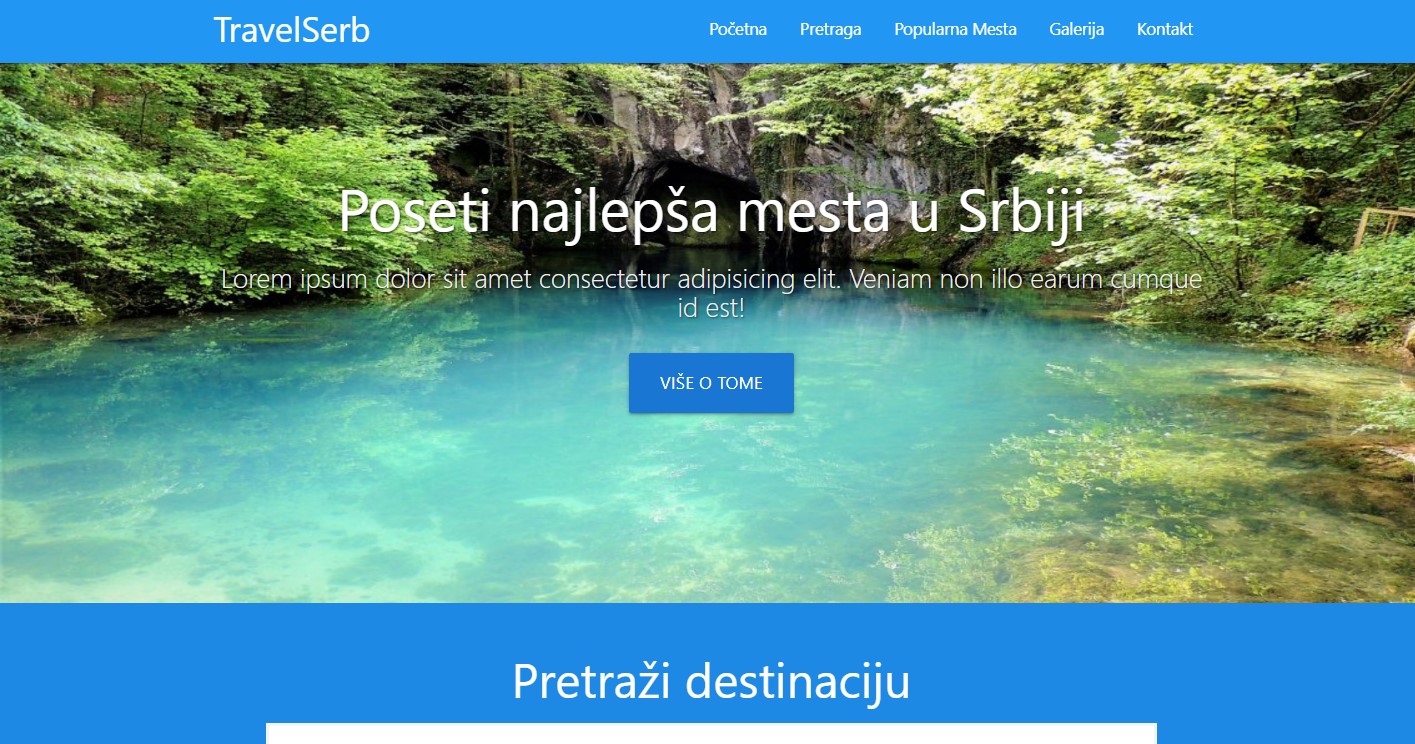 TravelSerb
Početna Pretraga Popularna Mesta Galerija Kontakt
Poseti najlepša mesta u Srbiji
Lorem ipsum dolor sit amet consectetur adipisicing elit. Veniam non illo earum cumque
id est!
VIŠE O TOME
Pretraži destinaciju